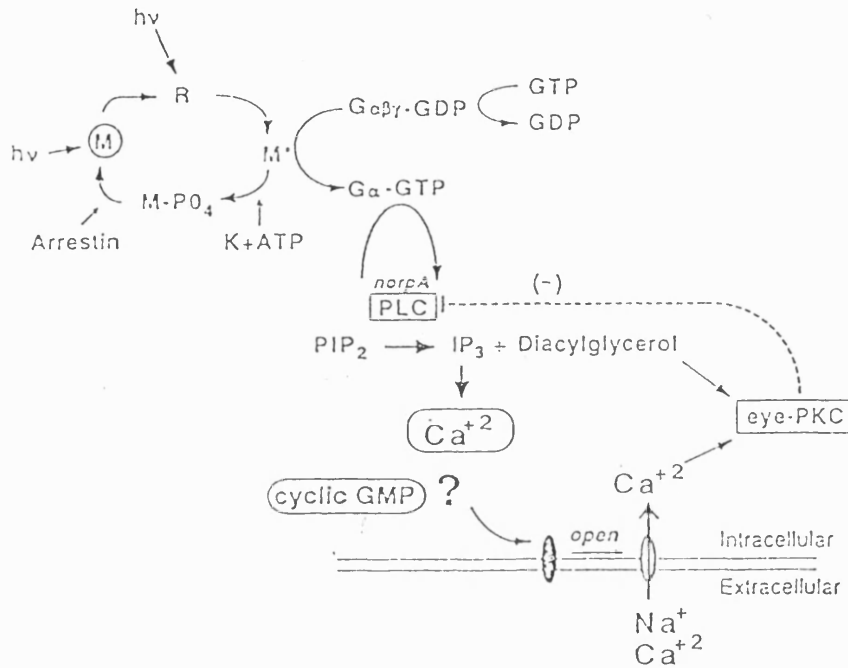 hν
R
Gαβγ-GDP
GTP
GDP
hν
M
M*
Gα-GTP
M-PO₄
Arrestin
K+ATP
norpA
(-)
PLC
PIP₂ IP₃ + Diacylglycerol
eye-PKC
Ca⁺²
Ca⁺²
cyclic GMP ?
open
Intracellular
Extracellular
Na⁺
Ca⁺²